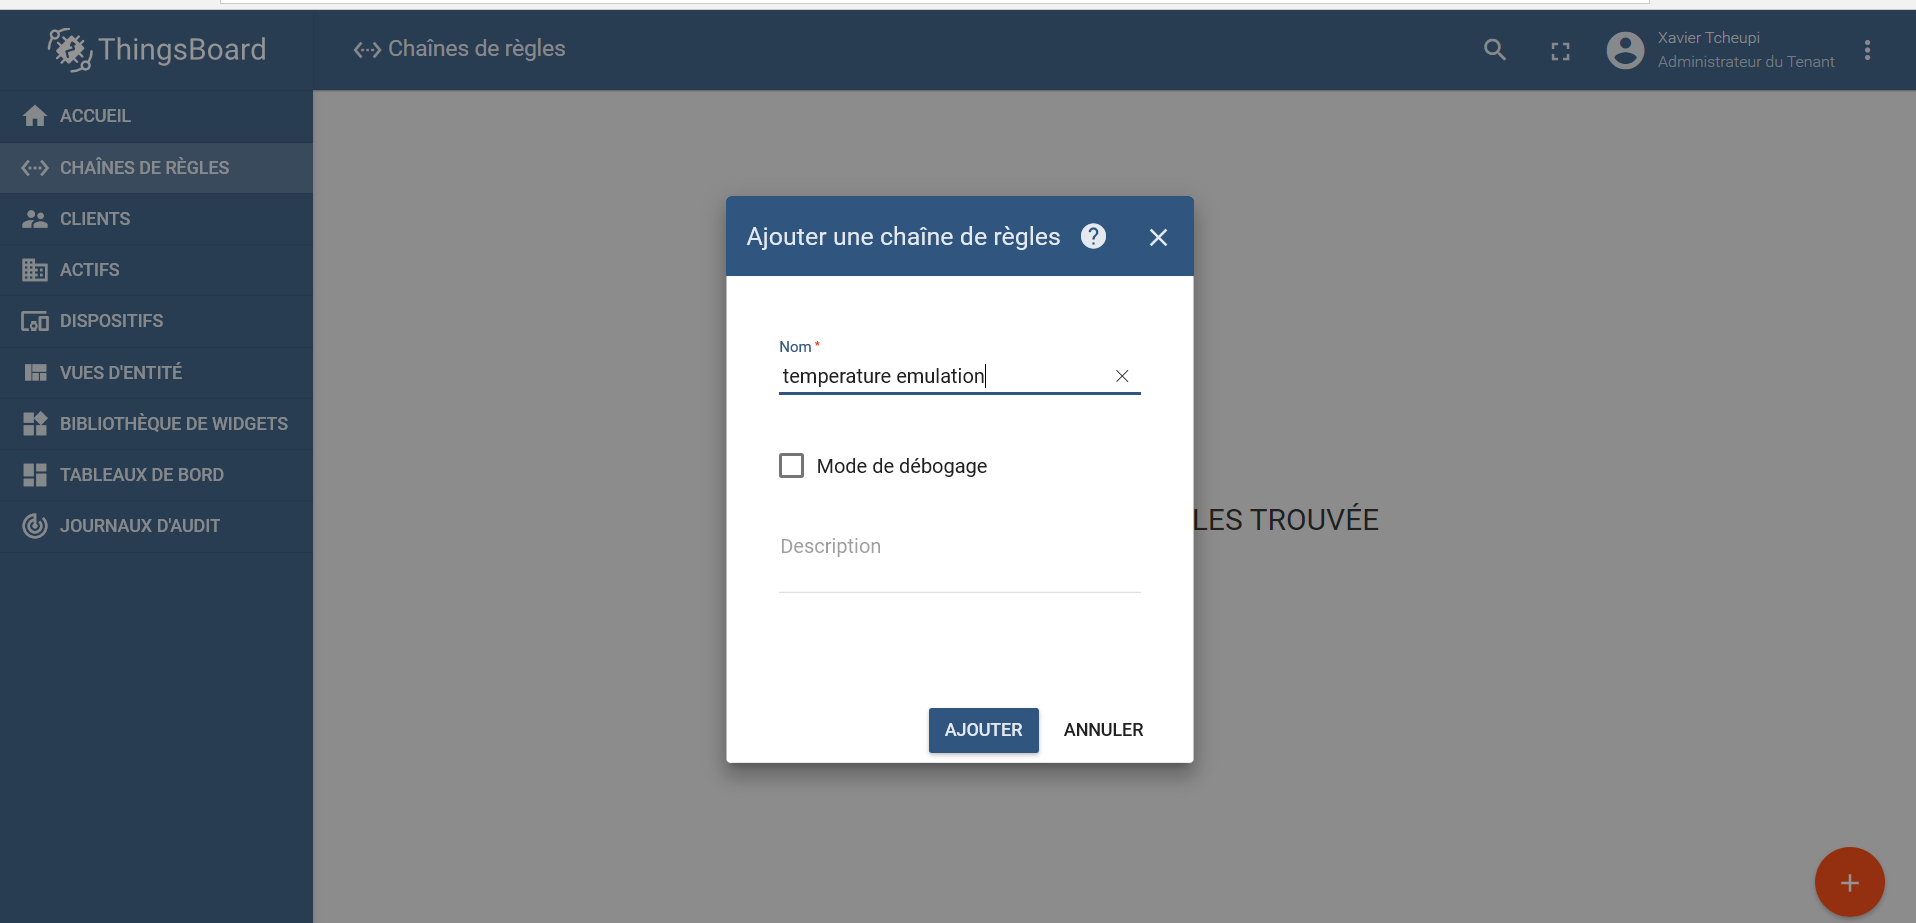 ThingsBoard
Chaînes de règles
Xavier Tcheupi
Administrateur du Tenant
ACCUEIL
CHAÎNES DE RÈGLES
CLIENTS
ACTIFS
DISPOSITIFS
VUES D'ENTITÉ
BIBLIOTHÈQUE DE WIDGETS
TABLEAUX DE BORD
JOURNAUX D'AUDIT
Ajouter une chaîne de règles ?
Nom *
temperature emulation
Mode de débogage
LES TROUVÉE
Description
AJOUTER
ANNULER